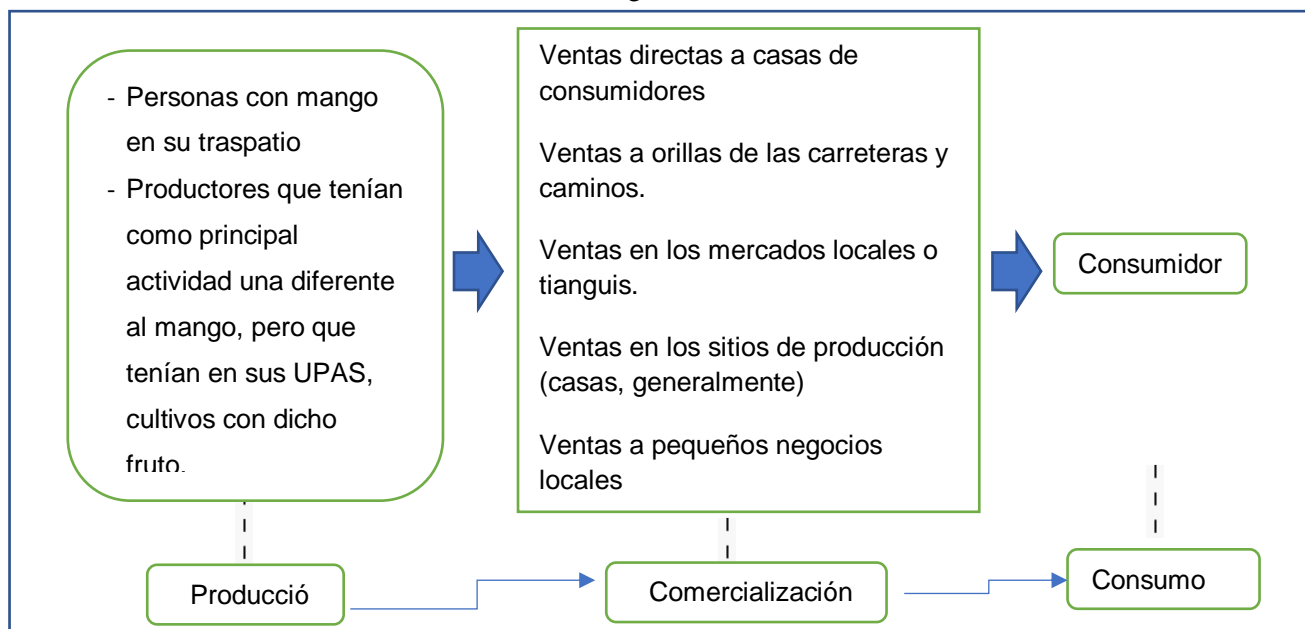 - Personas con mango
en su traspatio
- Productores que tenían
como principal
actividad una diferente
al mango, pero que
tenían en sus UPAS,
cultivos con dicho
fruto.
Ventas directas a casas de
consumidores
Ventas a orillas de las carreteras y
caminos.
Ventas en los mercados locales o
tianguis.
Ventas en los sitios de producción
(casas, generalmente)
Ventas a pequeños negocios
locales
Consumidor
Producció
Comercialización
Consumo